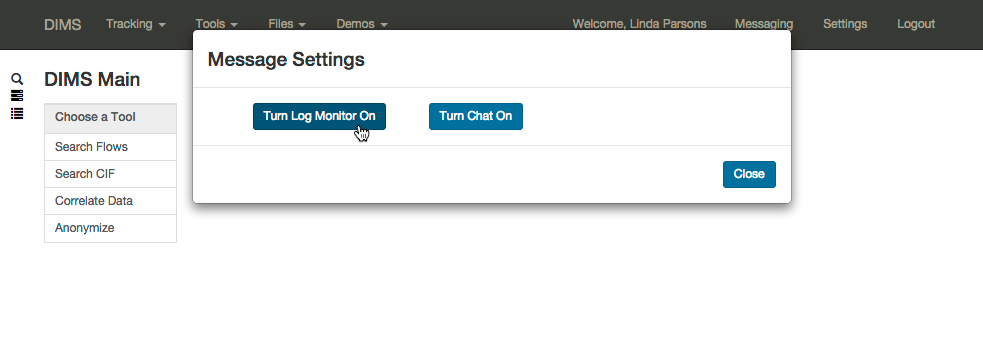 DIMS Tracking Tools Files Demos Welcome, Linda Parsons Messaging Settings Logout
Message Settings
Turn Log Monitor On Turn Chat On
Close
DIMS Main
Choose a Tool
Search Flows
Search CIF
Correlate Data
Anonymize